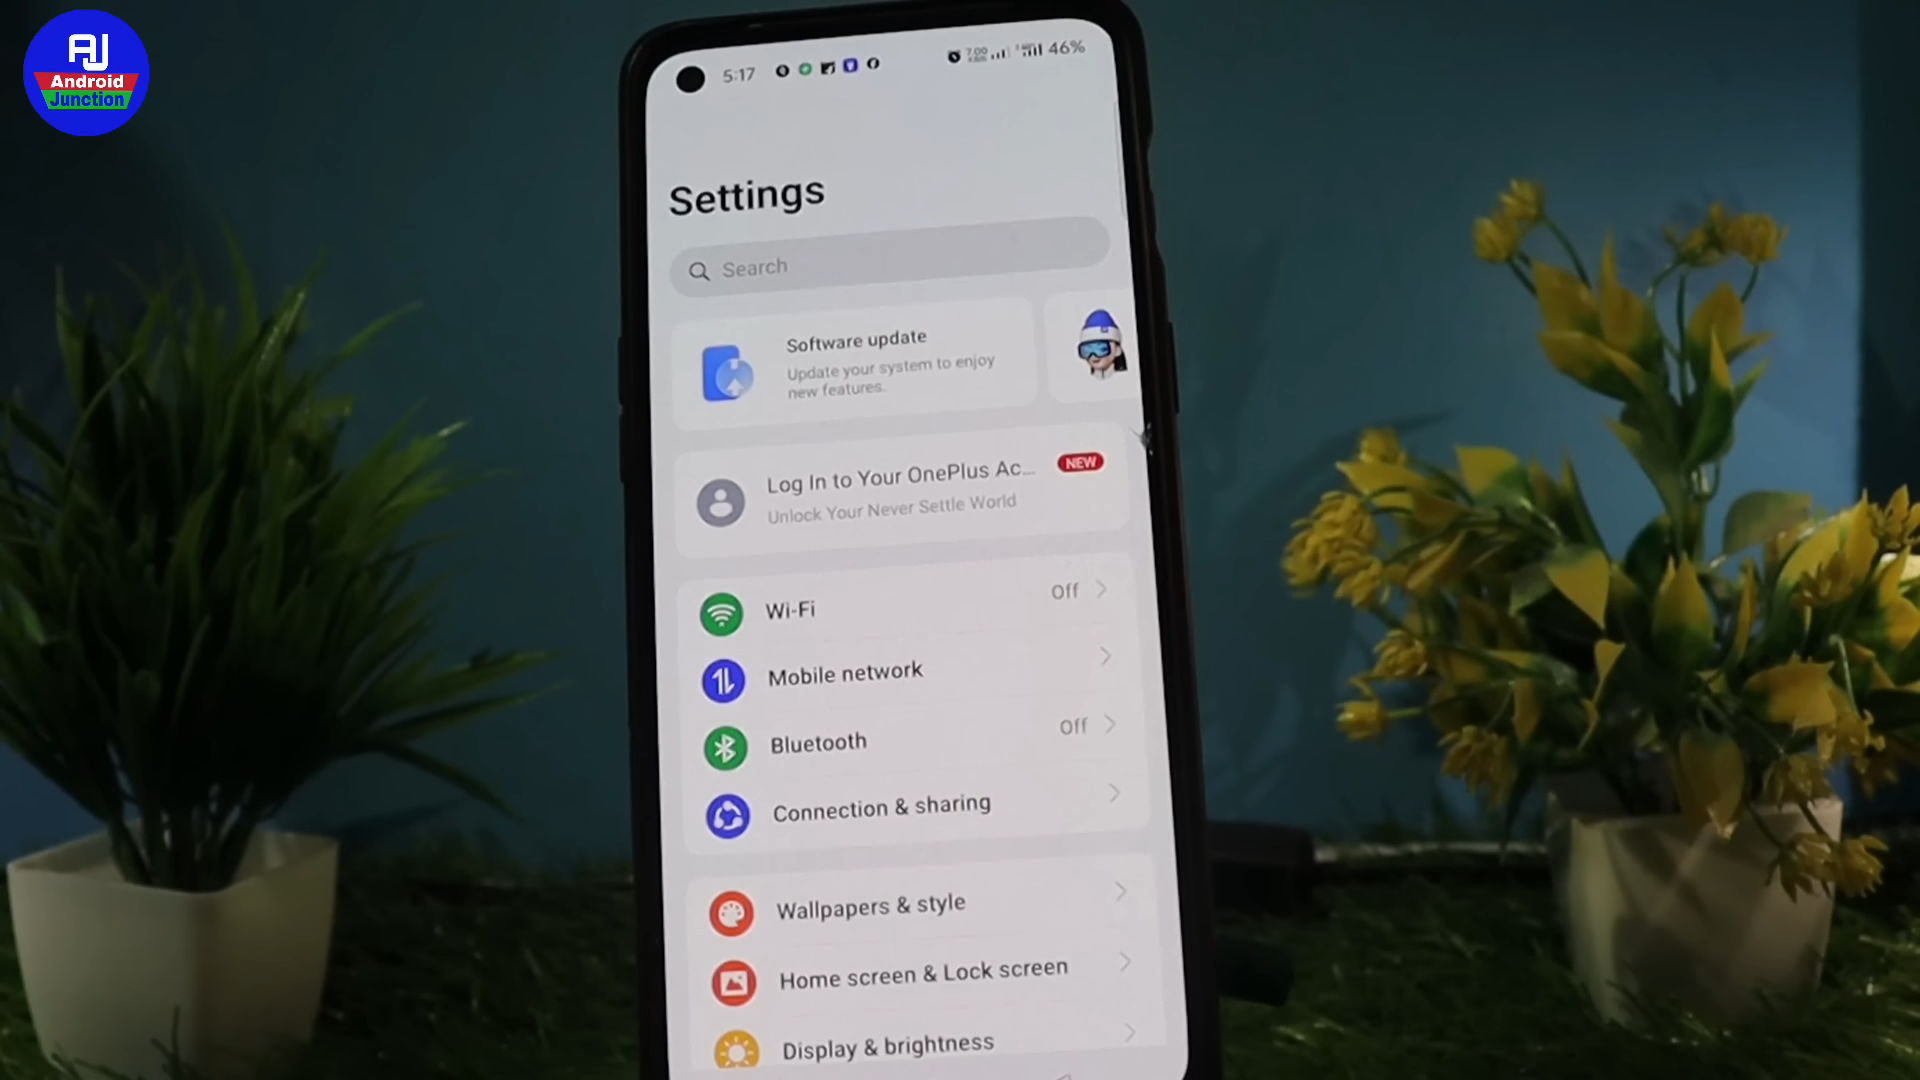 AJ
Android
Junction
5:17
7.00
46%
Settings
Search
Software update
Update your system to enjoy
new features.
Log In to Your OnePlus Ac...
NEW
Unlock Your Never Settle World
Wi-Fi
Off
Mobile network
Bluetooth
Off
Connection & sharing
Wallpapers & style
Home screen & Lock screen
Display & brightness